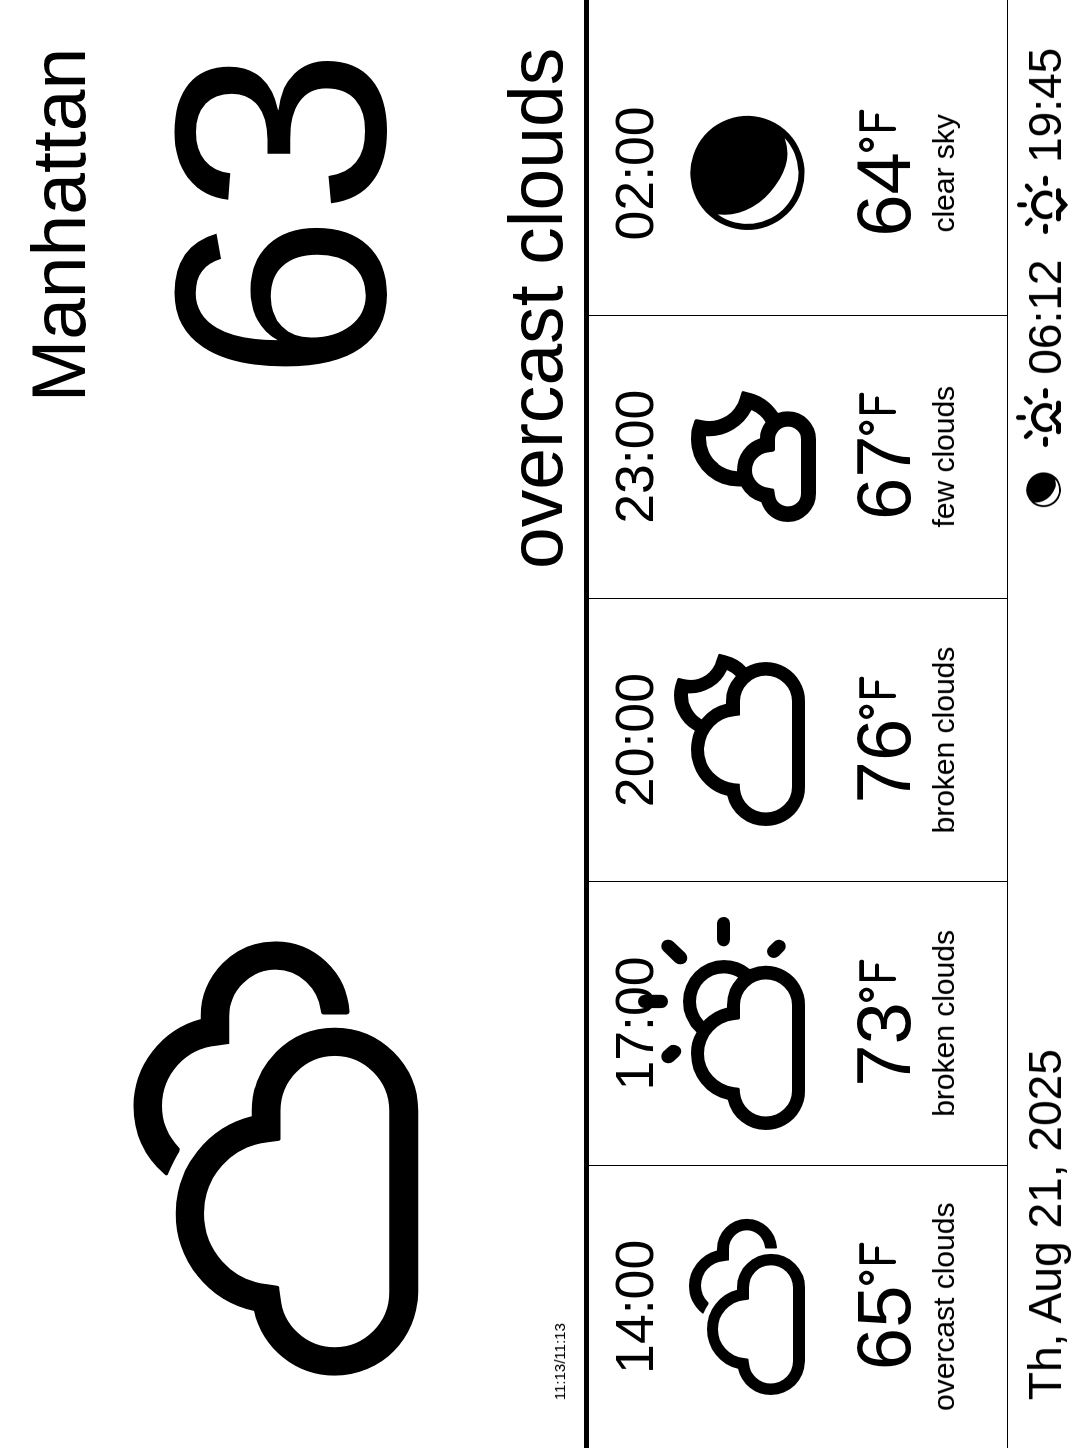 Manhattan
63
11:13/11:13
overcast clouds
14:00
65°F
overcast clouds
17:00
73°F
broken clouds
20:00
76°F
broken clouds
23:00
67°F
few clouds
02:00
64°F
clear sky
Th, Aug 21, 2025
06:12 19:45